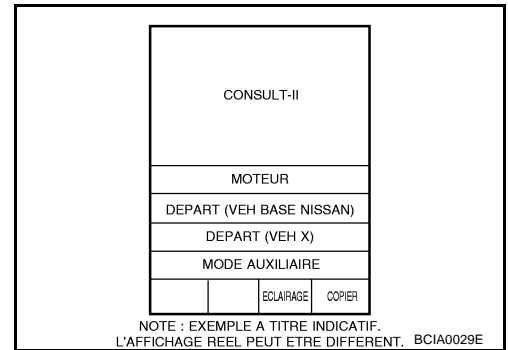 CONSULT-II
MOTEUR
DEPART (VEH BASE NISSAN)
DEPART (VEH X)
MODE AUXILIAIRE
ECLAIRAGE COPIER
NOTE : EXEMPLE A TITRE INDICATIF.
L'AFFICHAGE REEL PEUT ETRE DIFFERENT. BCIA0029E